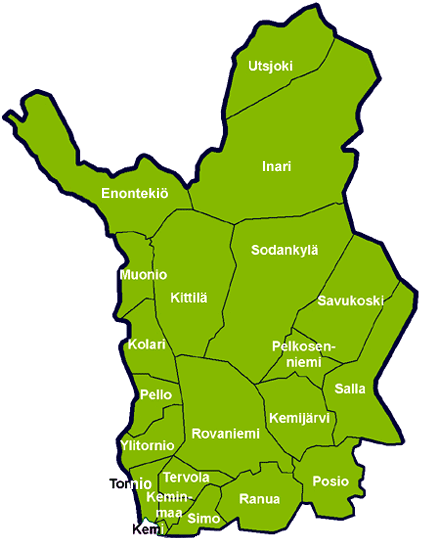 Utsjoki
Inari
Enontekiö
Sodankylä
Muonio
Kittilä
Savukoski
Kolari
Pelkosen-
niemi
Salla
Pello
Kemijärvi
Rovaniemi
Ylitornio
Tervola
Posio
Tornio
Kemin-
maa
Ranua
Simo
Kemi